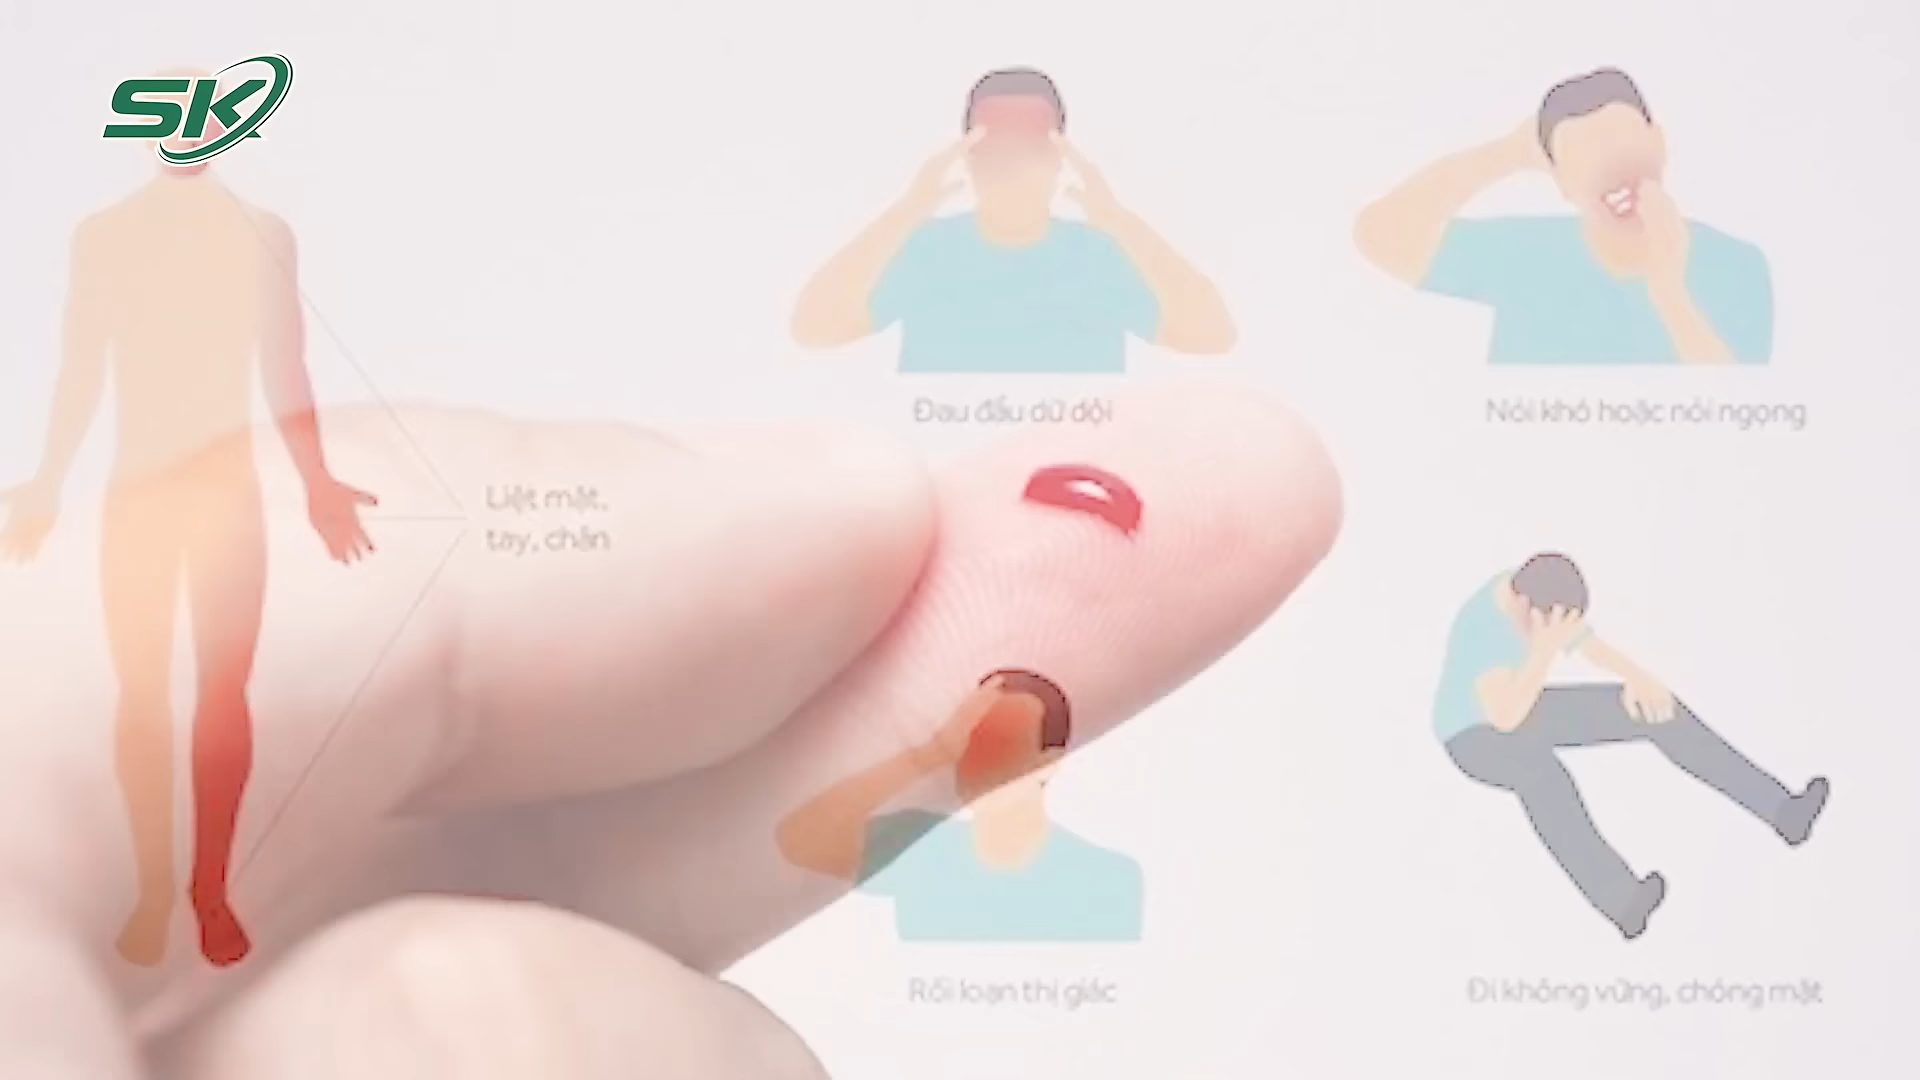 SK
Đau đầu dữ dội
Nói khó hoặc nói ngọng
Liệt mặt,
tay, chân
Rối loạn thị giác
Đi không vững, chóng mặt